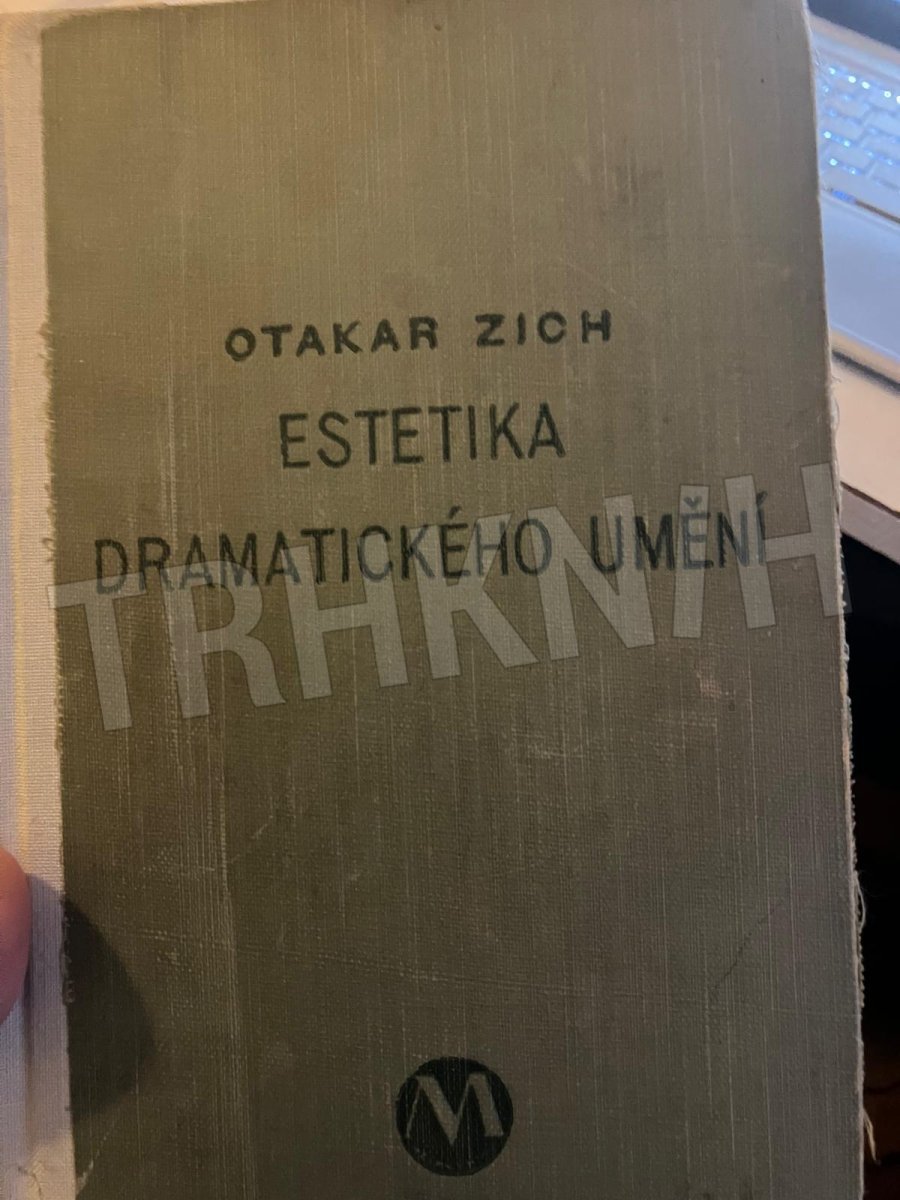 OTAKAR ZICH
ESTETIKA
DRAMATICKÉHO UMĚNÍ
TRHKNIH
M